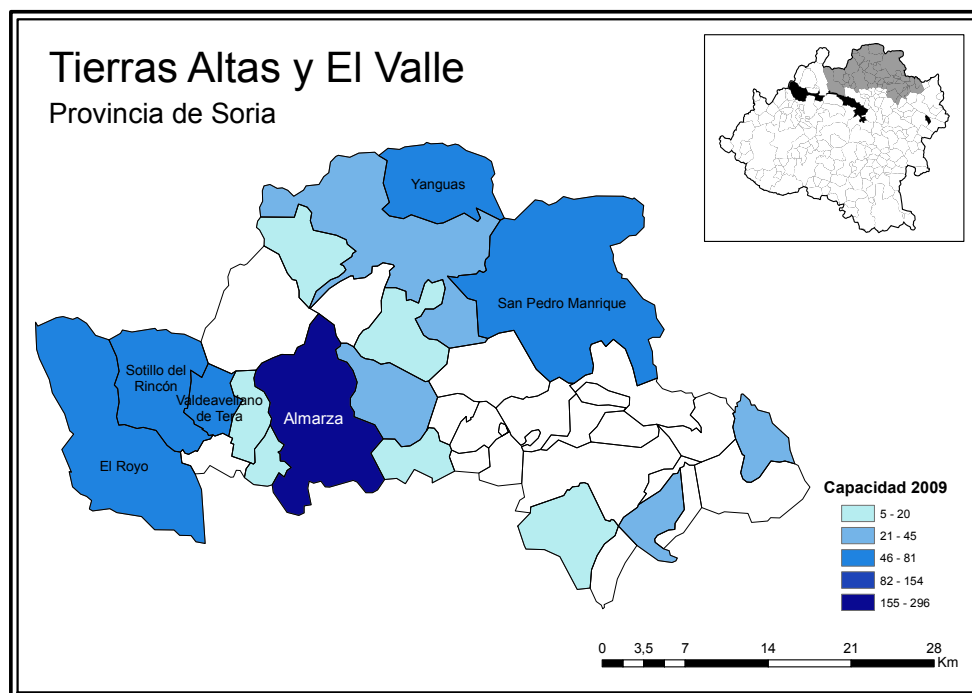 Tierras Altas y El Valle
Provincia de Soria
Yanguas
San Pedro Manrique
Sotillo del
Rincón
Valdeavellano
de Tera
Almarza
El Royo
Capacidad 2009
5 - 20
21 - 45
46 - 81
82 - 154
155 - 296
0 3,5 7 14 21 28
Km